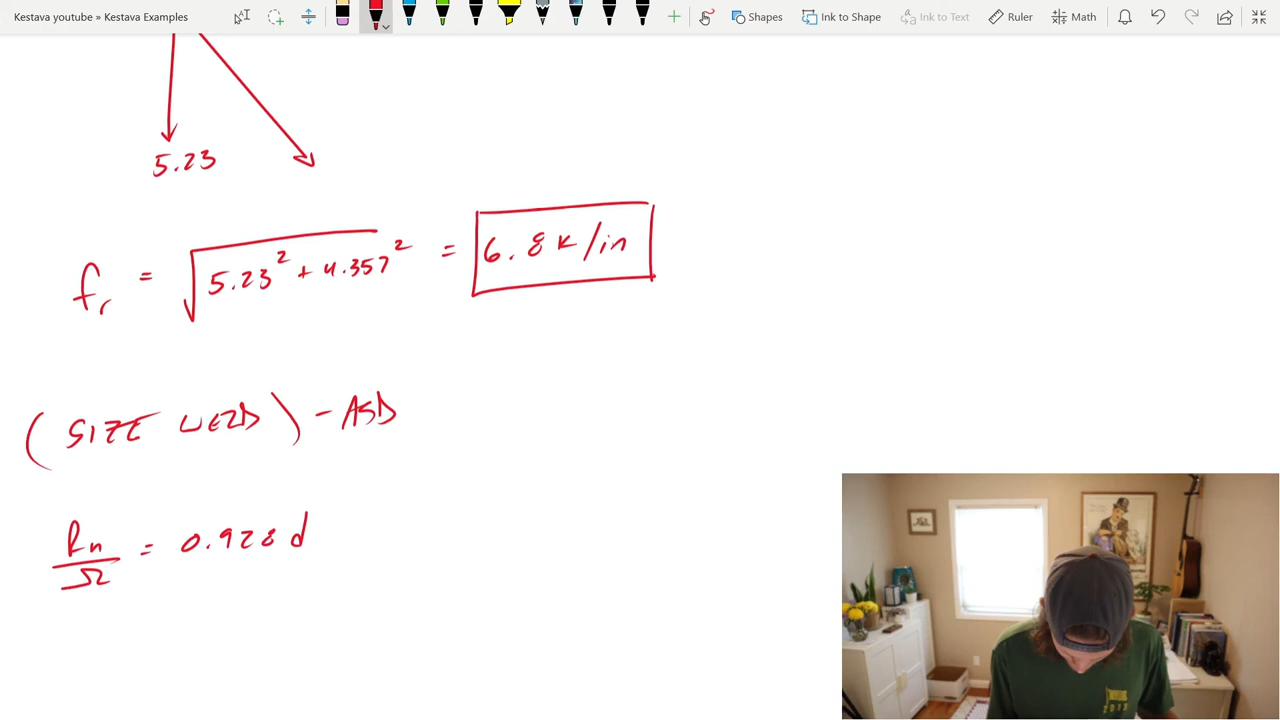 Kestava youtube » Kestava Examples
Shapes
Ink to Shape
Ink to Text
Ruler
Math
5.23
fr = √5.23² + 4.357² = 6.8 k/in
(SIZE WELD) - ASD
Rn/Ω = 0.928 d